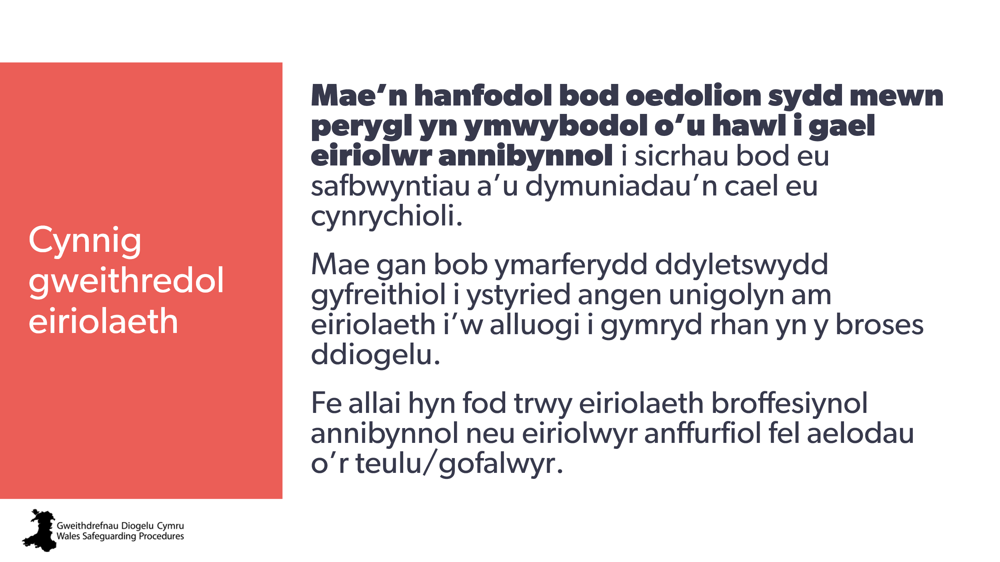 Cynnig
gweithredol
eiriolaeth
Mae'n hanfodol bod oedolion sydd mewn
perygl yn ymwybodol o'u hawl i gael
eiriolwr annibynnol i sicrhau bod eu
safbwyntiau a'u dymuniadau'n cael eu
cynrychioli.
Mae gan bob ymarferydd ddyletswydd
gyfreithiol i ystyried angen unigolyn am
eiriolaeth i'w alluogi i gymryd rhan yn y broses
ddiogelu.
Fe allai hyn fod trwy eiriolaeth broffesiynol
annibynnol neu eiriolwyr anffurfiol fel aelodau
o'r teulu/gofalwyr.
Gweithdrefnau Diogelu Cymru
Wales Safeguarding Procedures